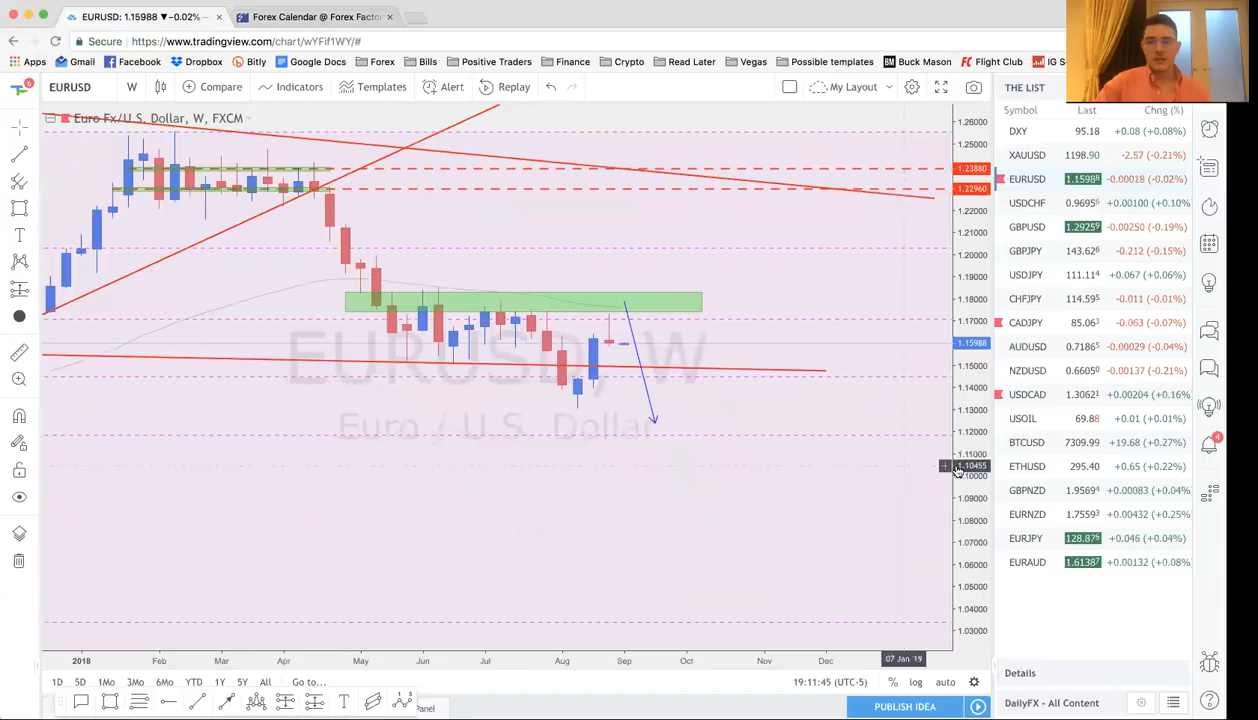 EURUSD, 1.15988 ▼−0.02% ×
Forex Calendar @ Forex Facto ×
Secure https://www.tradingview.com/chart/wYFif1WY/#
Apps Gmail Facebook Dropbox Bitly Google Docs Forex Bills Positive Traders Finance Crypto Read Later Vegas Possible templates BM Buck Mason FC Flight Club IG S
6 EURUSD W Compare Indicators Templates Alert Replay My Layout THE LIST
Euro Fx/U.S. Dollar, W, FXCM
Symbol Last Chng (%)
DXY 95.18 +0.08 (+0.08%)
XAUUSD 1198.90 -2.57 (-0.21%)
EURUSD 1.15988 -0.00018 (-0.02%)
USDCHF 0.96956 +0.00100 (+0.10%
GBPUSD 1.29259 -0.00250 (-0.19%)
GBPJPY 143.626 -0.212 (-0.15%)
USDJPY 111.114 +0.067 (+0.06%)
CHFJPY 114.595 -0.011 (-0.01%)
CADJPY 85.063 -0.063 (-0.07%)
AUDUSD 0.71865 -0.00029 (-0.04%)
NZDUSD 0.66050 -0.00137 (-0.21%)
USDCAD 1.30621 +0.00204 (+0.16%
USOIL 69.88 +0.01 (+0.01%)
BTCUSD 7309.99 +19.68 (+0.27%)
ETHUSD 295.40 +0.65 (+0.22%)
GBPNZD 1.95694 +0.00083 (+0.04%
EURNZD 1.75593 +0.00432 (+0.25%
EURJPY 128.876 +0.046 (+0.04%)
EURAUD 1.61387 +0.00132 (+0.08%
4
1.26000
1.25000
1.23880
1.22960
1.22000
1.21000
1.20000
1.19000
1.18000
1.17000
1.15988
1.15000
1.14000
1.13000
1.12000
1.11000
1.10455
1.10000
1.09000
1.08000
1.07000
1.06000
1.05000
1.04000
1.03000
EURUSD, W
Euro / U.S. Dollar
2018 Feb Mar Apr May Jun Jul Aug Sep Oct Nov Dec 07 Jan '19
1D 5D 1Mo 3Mo 6Mo YTD 1Y 5Y All Go to... 19:11:45 (UTC-5) % log auto
Details
Panel
PUBLISH IDEA
DailyFX - All Content